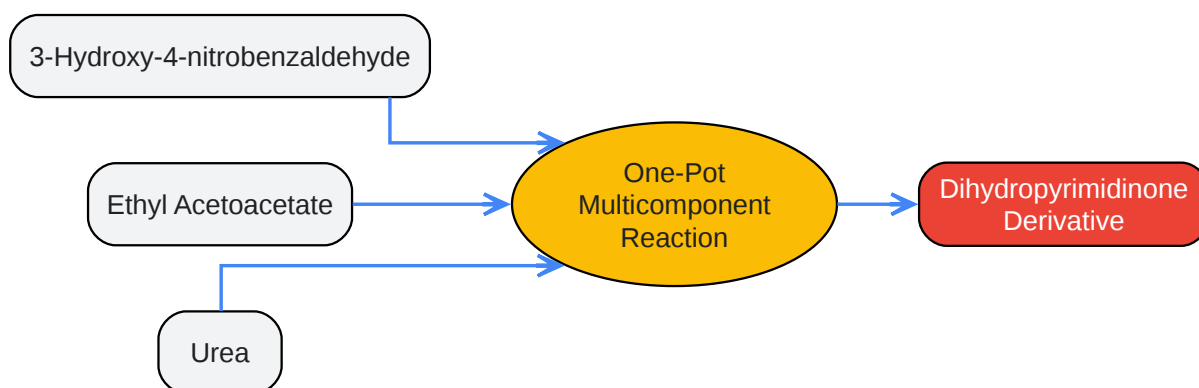 3-Hydroxy-4-nitrobenzaldehyde
Ethyl Acetoacetate
Urea
One-Pot
Multicomponent
Reaction
Dihydropyrimidinone
Derivative